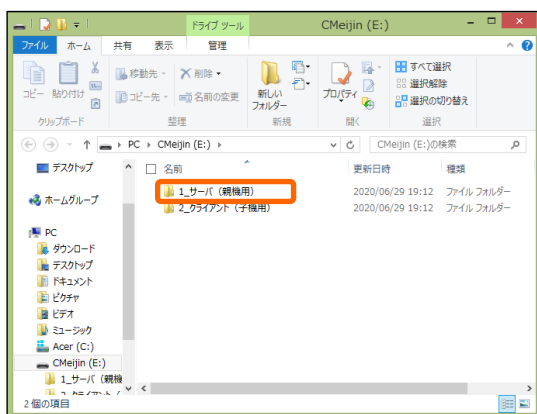 ドライブ ツール
CMeijin (E:)
ファイル ホーム 共有 表示 管理
コピー 貼り付け
移動先
コピー先
削除
名前の変更
新しい
フォルダー
プロパティ
すべて選択
選択解除
選択の切り替え
クリップボード 整理 新規 開く 選択
PC CMeijin (E:)
CMeijin (E:)の検索
名前 更新日時 種類
1_サーバ（親機用） 2020/06/29 19:12 ファイル フォルダー
2_クライアント（子機用） 2020/06/29 19:12 ファイル フォルダー
デスクトップ
ホームグループ
PC
ダウンロード
デスクトップ
ドキュメント
ピクチャ
ビデオ
ミュージック
Acer (C:)
CMeijin (E:)
1_サーバ（親機
2 個の項目